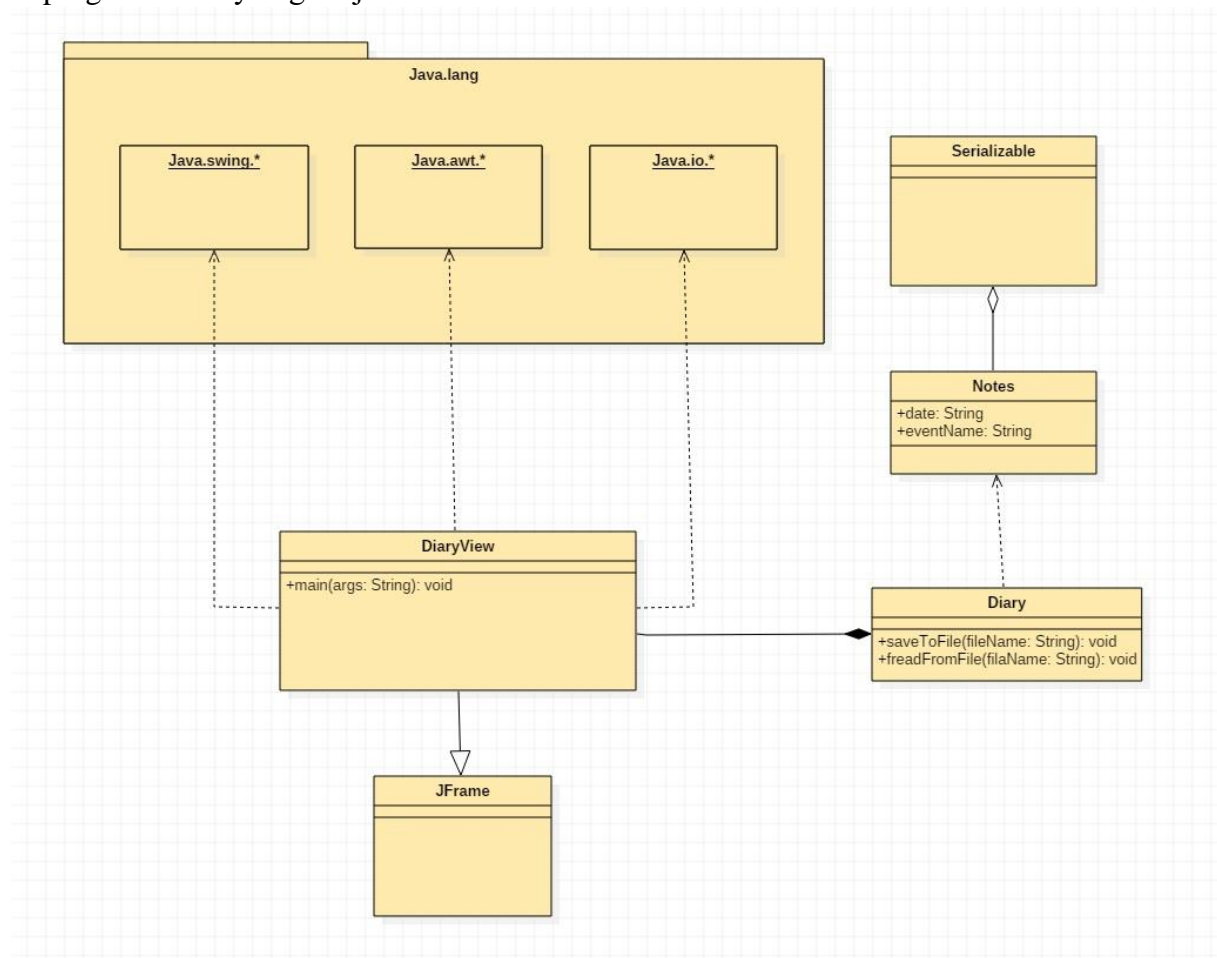 Java.lang
Java.swing.*
Java.awt.*
Java.io.*
Serializable
Notes
+date: String
+eventName: String
DiaryView
+main(args: String): void
Diary
+saveToFile(fileName: String): void
+freadFromFile(filaName: String): void
JFrame